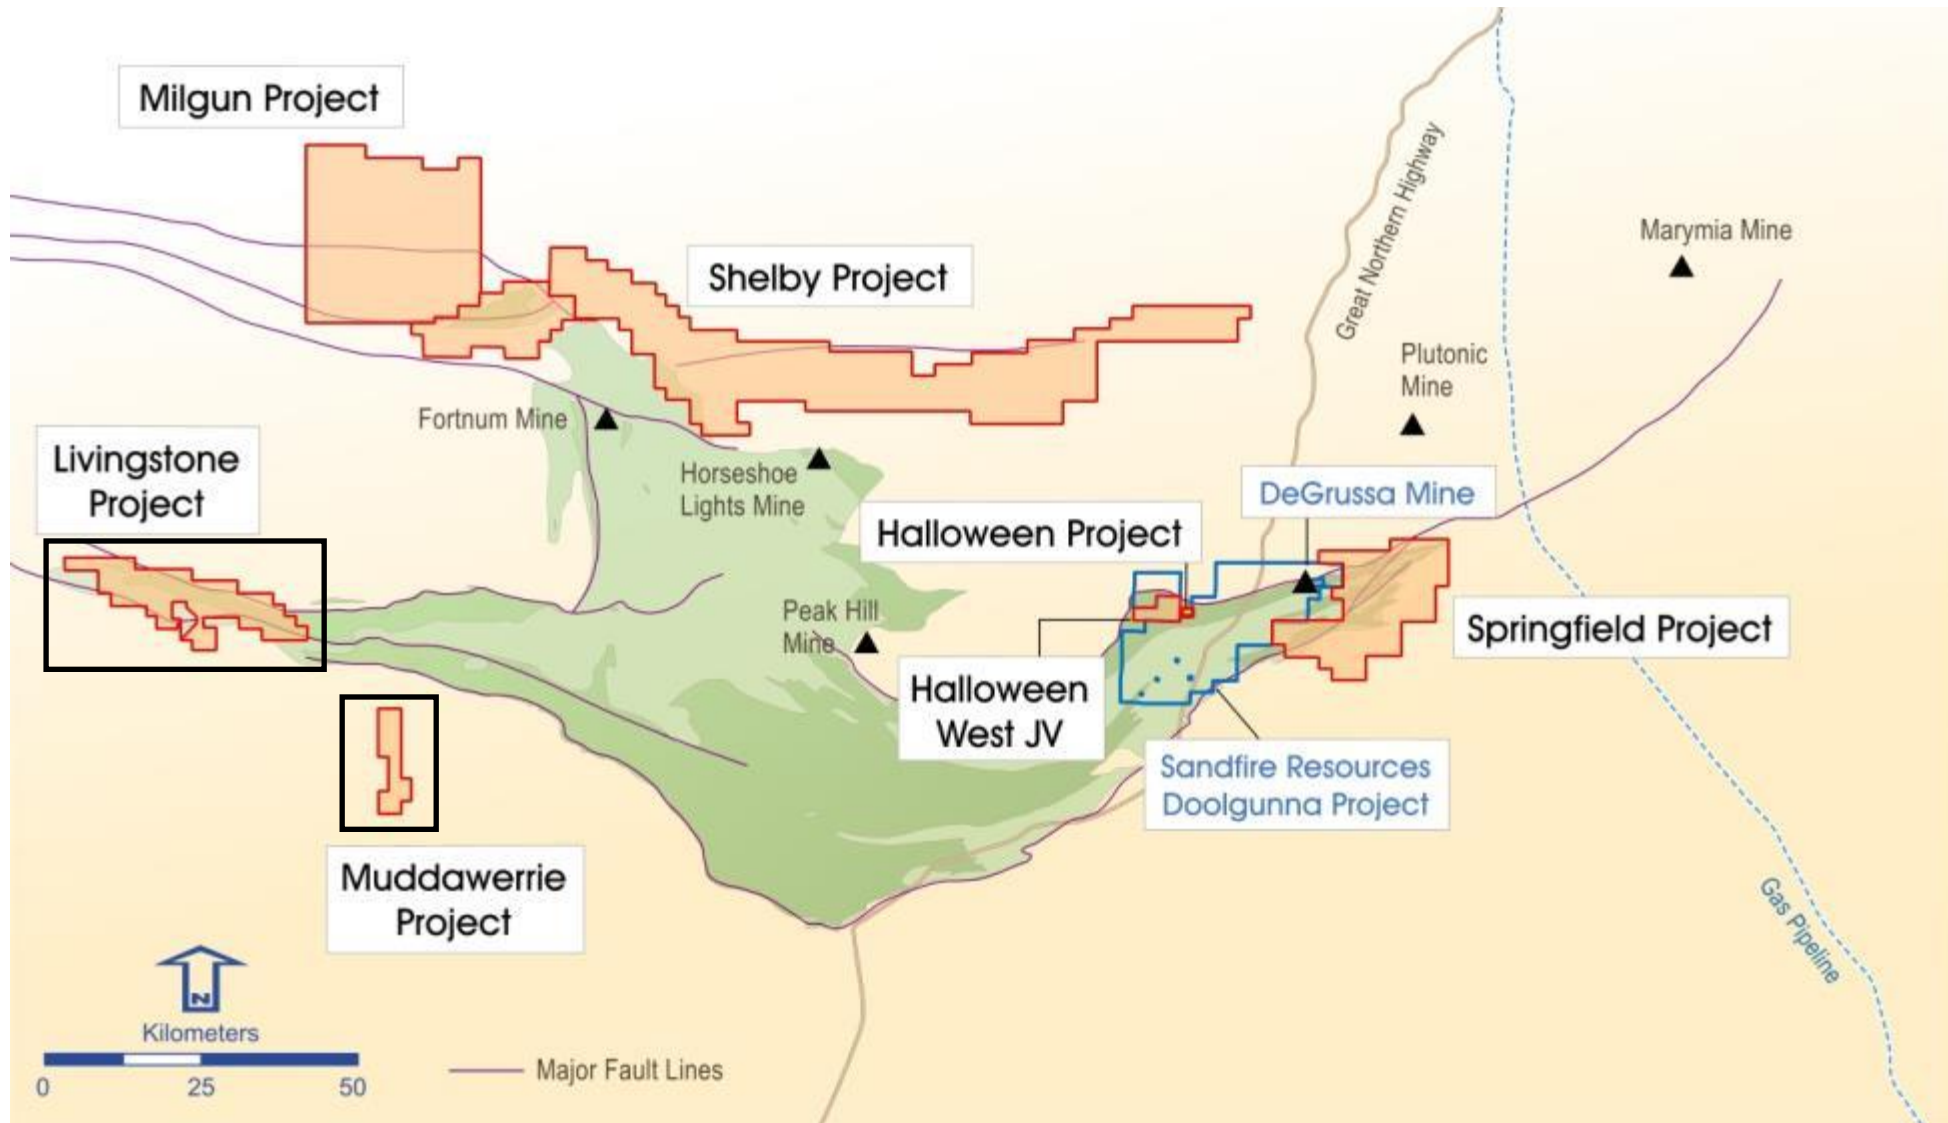 Milgun Project
Great Northern Highway
Marymia Mine
Shelby Project
Plutonic
Mine
Fortnum Mine
Livingstone
Project
Horseshoe
Lights Mine
DeGrussa Mine
Halloween Project
Peak Hill
Mine
Springfield Project
Halloween
West JV
Sandfire Resources
Doolgunna Project
Muddawerrie
Project
Gas Pipeline
N
Kilometers
0 25 50
Major Fault Lines